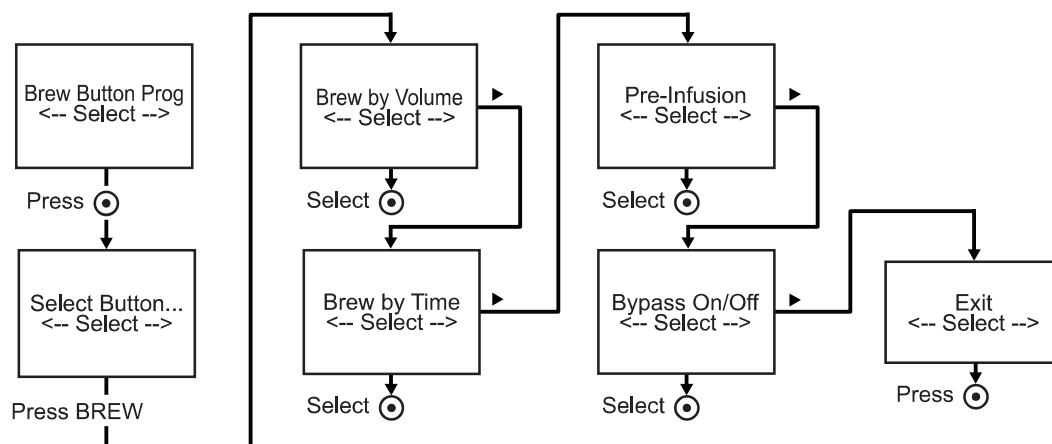 Brew Button Prog
<-- Select -->
Press
Select Button...
<-- Select -->
Press BREW
Brew by Volume
<-- Select -->
Select
Brew by Time
<-- Select -->
Select
Pre-Infusion
<-- Select -->
Select
Bypass On/Off
<-- Select -->
Select
Exit
<-- Select -->
Press